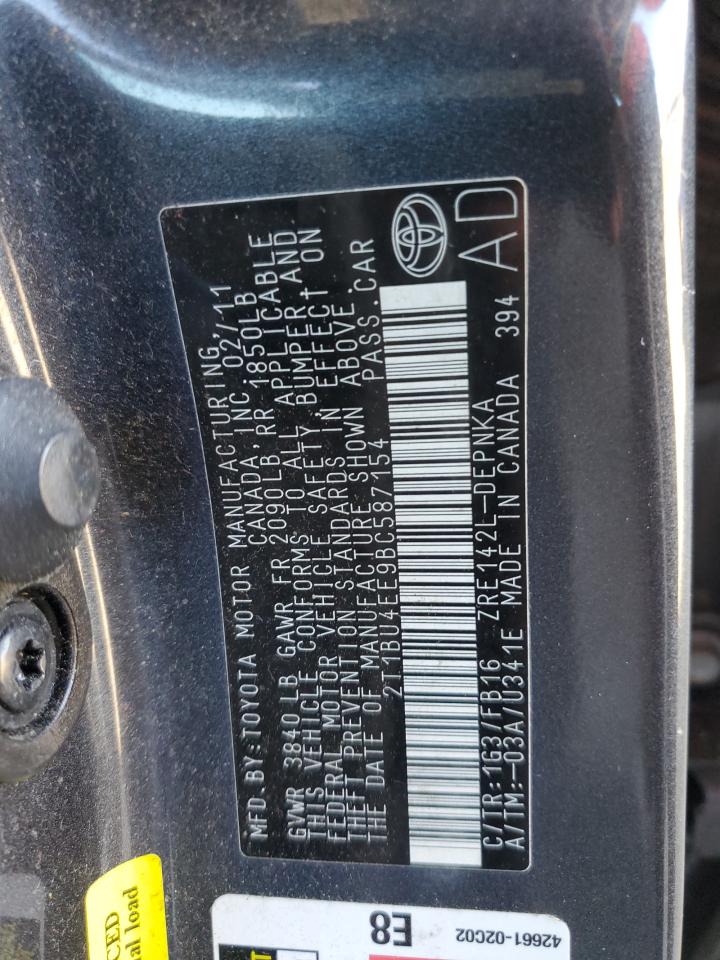 MFD.BY:TOYOTA MOTOR MANUFACTURING,
CANADA, INC. 02/11
GVWR 3840LB GAWR FR 2090LB, RR 1850LB
THIS VEHICLE CONFORMS TO ALL APPLICABLE
FEDERAL MOTOR VEHICLE SAFETY, BUMPER AND
THEFT PREVENTION STANDARDS IN EFFECT ON
THE DATE OF MANUFACTURE SHOWN ABOVE.
2T1BU4EE9BC587154 PASS.CAR
C/TR:1G3/FB16 ZRE142L-DEPNKA
A/TM:-03A/U341E MADE IN CANADA 394
AD
E8
42661-02C02